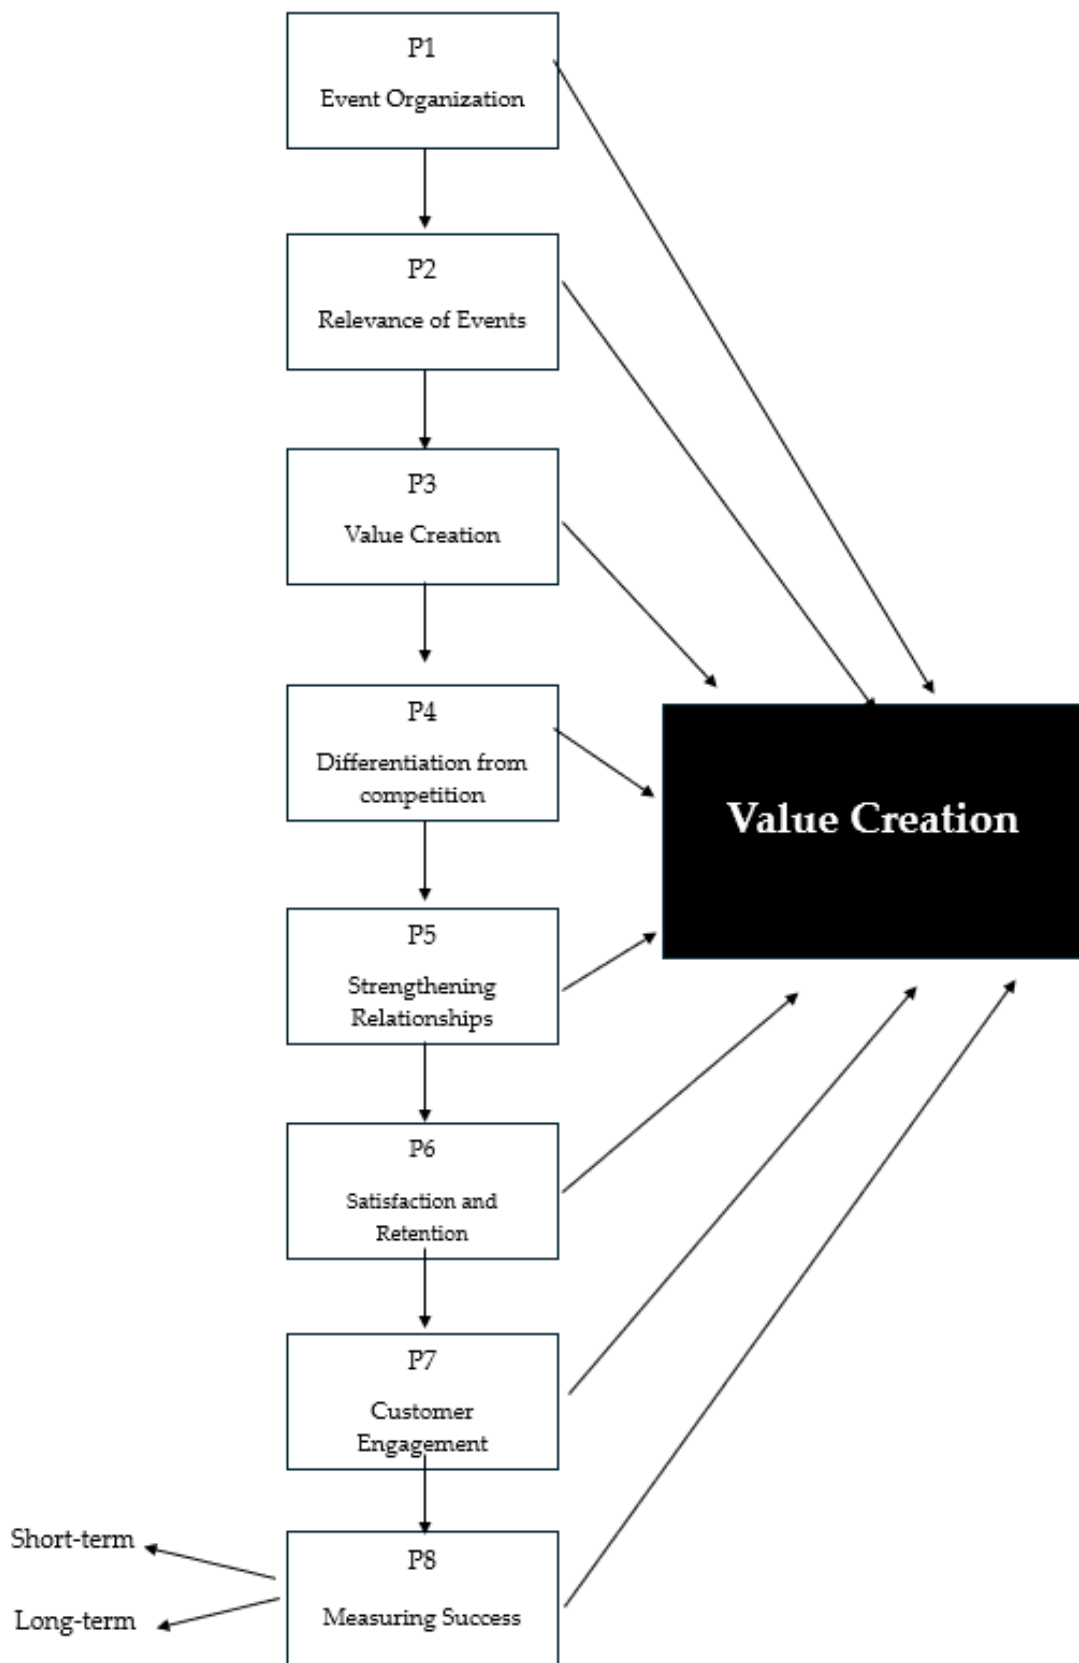 P1
Event Organization
P2
Relevance of Events
P3
Value Creation
P4
Differentiation from
competition
Value Creation
P5
Strengthening
Relationships
P6
Satisfaction and
Retention
P7
Customer
Engagement
Short-term
Long-term
P8
Measuring Success